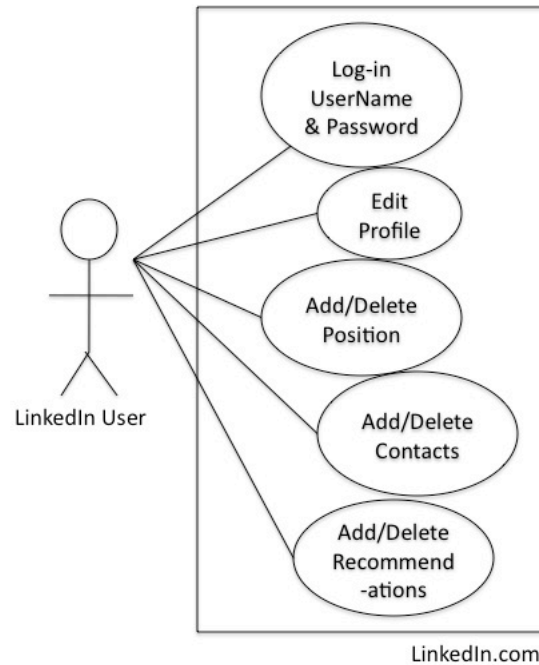 Log-in
UserName
& Password
Edit
Profile
Add/Delete
Position
LinkedIn User
Add/Delete
Contacts
Add/Delete
Recommend
-ations
LinkedIn.com